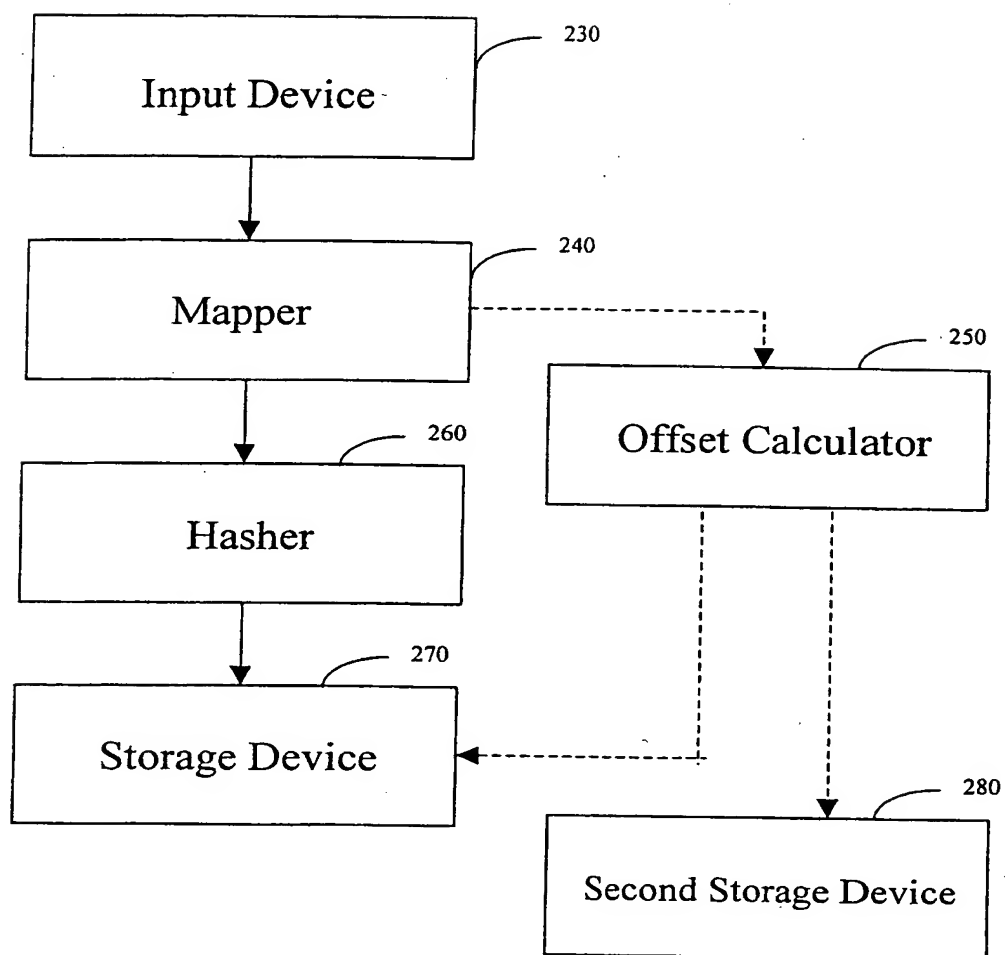 230
Input Device
240
Mapper
250
Offset Calculator
260
Hasher
270
Storage Device
280
Second Storage Device